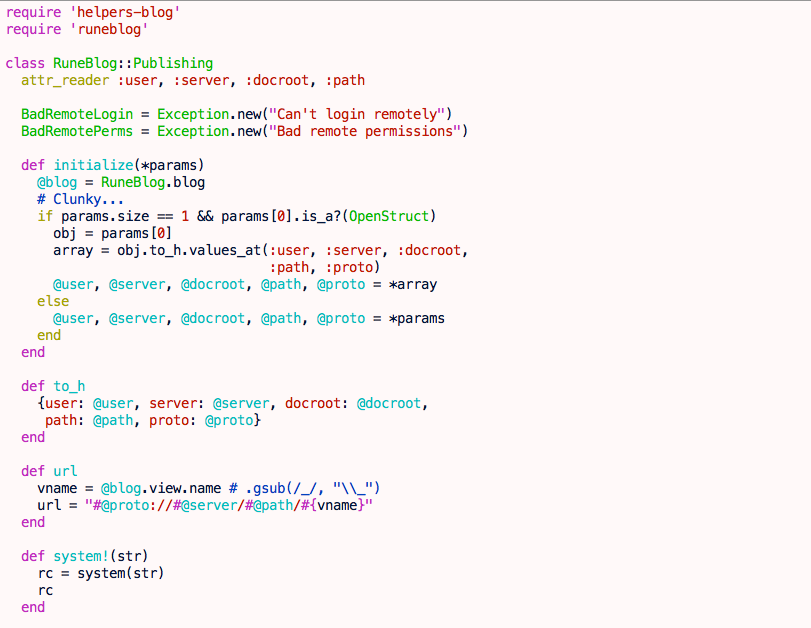 require 'helpers-blog'
require 'runeblog'

class RuneBlog::Publishing
  attr_reader :user, :server, :docroot, :path

  BadRemoteLogin = Exception.new("Can't login remotely")
  BadRemotePerms = Exception.new("Bad remote permissions")

  def initialize(*params)
    @blog = RuneBlog.blog
    # Clunky...
    if params.size == 1 && params[0].is_a?(OpenStruct)
      obj = params[0]
      array = obj.to_h.values_at(:user, :server, :docroot,
                                 :path, :proto)
      @user, @server, @docroot, @path, @proto = *array
    else
      @user, @server, @docroot, @path, @proto = *params
    end
  end

  def to_h
    {user: @user, server: @server, docroot: @docroot,
     path: @path, proto: @proto}
  end

  def url
    vname = @blog.view.name # .gsub(/_/, "\\_")
    url = "#@proto://#@server/#@path/#{vname}"
  end

  def system!(str)
    rc = system(str)
    rc
  end